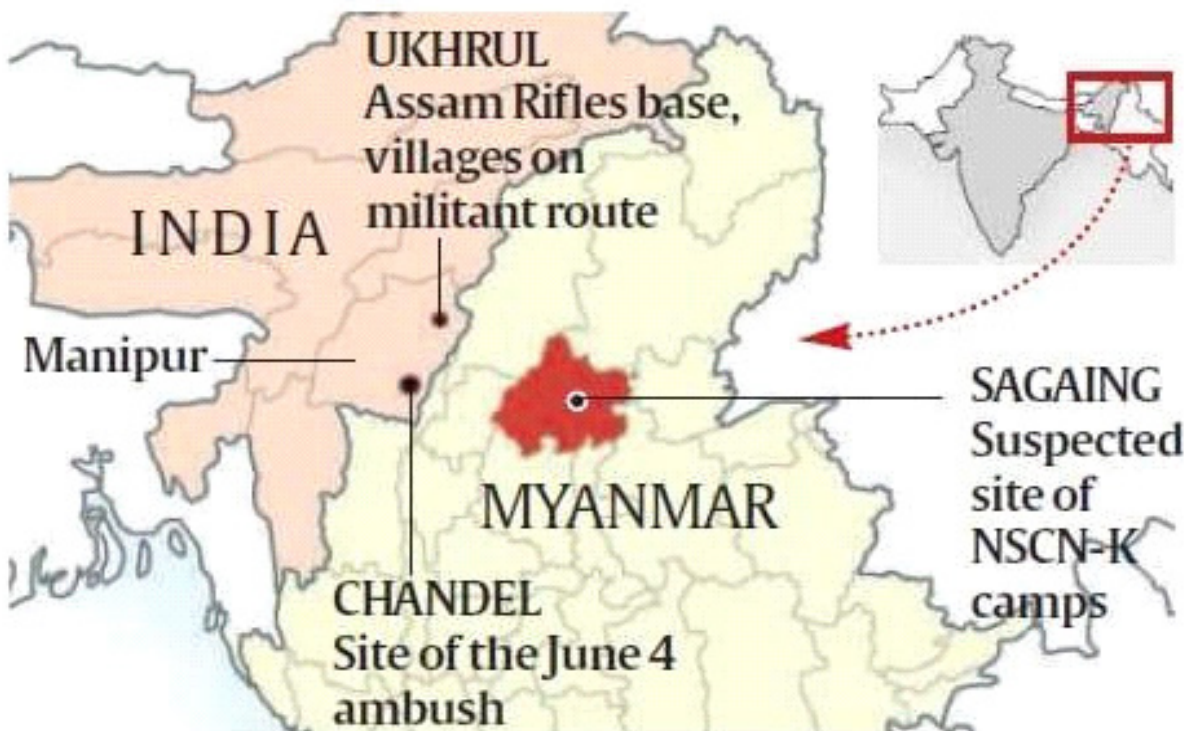 UKHRUL
Assam Rifles base,
villages on
militant route
INDIA
Manipur
SAGAING
Suspected
site of
NSCN-K
camps
MYANMAR
CHANDEL
Site of the June 4
ambush